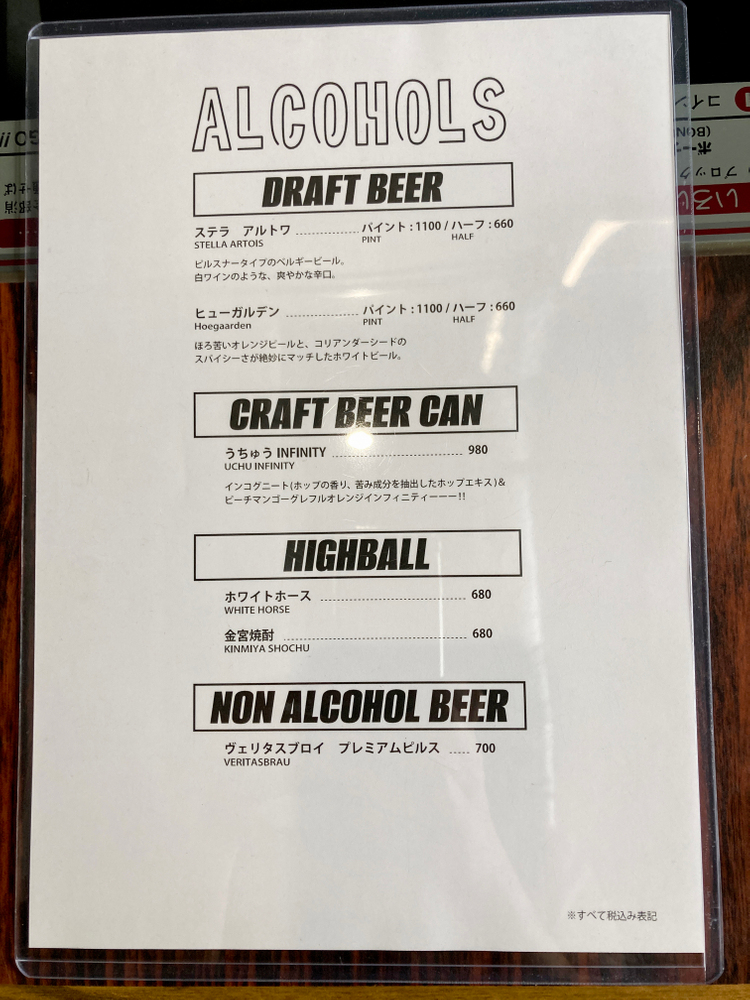 ALCOHOLS
DRAFT BEER
ステラ　アルトワ ........................ パイント : 1100 / ハーフ : 660
STELLA ARTOIS PINT HALF
ピルスナータイプのベルギービール。
白ワインのような、爽やかな辛口。
ヒューガルデン ........................... パイント : 1100 / ハーフ : 660
Hoegaarden PINT HALF
ほろ苦いオレンジピールと、コリアンダーシードの
スパイシーさが絶妙にマッチしたホワイトビール。
CRAFT BEER CAN
うちゅう INFINITY ................................................ 980
UCHU INFINITY
インコグニート(ホップの香り、苦み成分を抽出したホップエキス)&
ピーチマンゴーグレフルオレンジインフィニティーーー!!
HIGHBALL
ホワイトホース ..................................................... 680
WHITE HORSE
金宮焼酎 ................................................................. 680
KINMIYA SHOCHU
NON ALCOHOL BEER
ヴェリタスブロイ　プレミアムピルス ..... 700
VERITASBRAU
※すべて税込み表記
コイン
ブロック